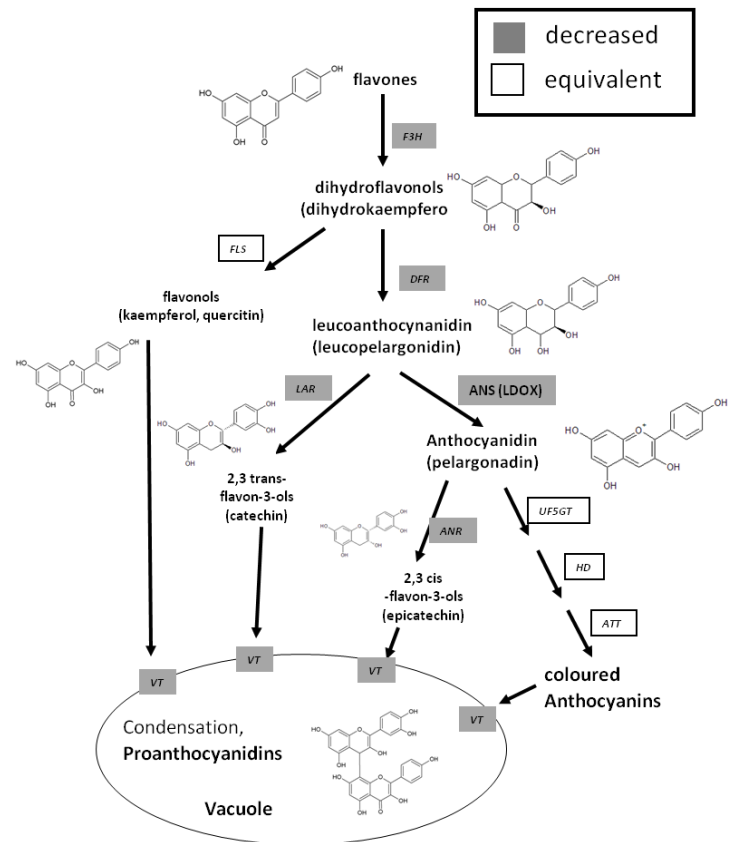 decreased
equivalent
flavones
F3H
dihydroflavonols
(dihydrokaempfero
FLS
DFR
flavonols
(kaempferol, quercitin)
leucoanthocynanidin
(leucopelargonidin)
LAR
ANS (LDOX)
Anthocyanidin
(pelargonadin)
2,3 trans-
flavon-3-ols
(catechin)
UF5GT
ANR
HD
2,3 cis
-flavon-3-ols
(epicatechin)
ATT
coloured
Anthocyanins
VT
VT
VT
VT
Condensation,
Proanthocyanidins
Vacuole